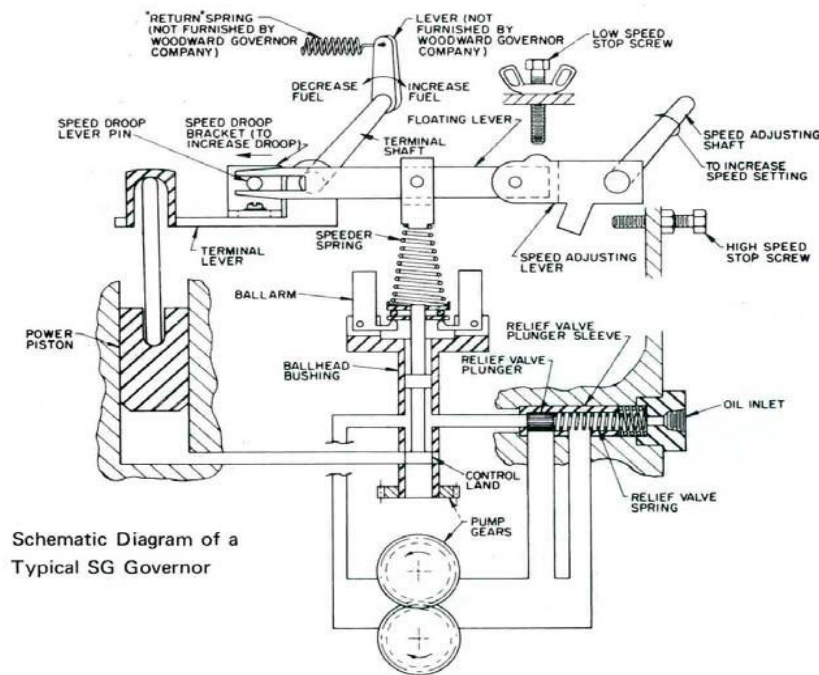 "RETURN" SPRING
(NOT FURNISHED BY
WOODWARD GOVERNOR
COMPANY)
LEVER (NOT
FURNISHED BY
WOODWARD GOVERNOR
COMPANY)
LOW SPEED
STOP SCREW
DECREASE
FUEL
INCREASE
FUEL
SPEED DROOP
LEVER PIN
SPEED DROOP
BRACKET (TO
INCREASE DROOP)
TERMINAL
SHAFT
FLOATING LEVER
SPEED
ADJUSTING
SHAFT
TO INCREASE
SPEED SETTING
TERMINAL
LEVER
SPEEDER
SPRING
SPEED ADJUSTING
LEVER
HIGH SPEED
STOP SCREW
BALLARM
POWER
PISTON
BALLHEAD
BUSHING
RELIEF VALVE
PLUNGER SLEEVE
RELIEF VALVE
PLUNGER
OIL INLET
CONTROL
LAND
RELIEF VALVE
SPRING
PUMP
GEARS
Schematic Diagram of a
Typical SG Governor